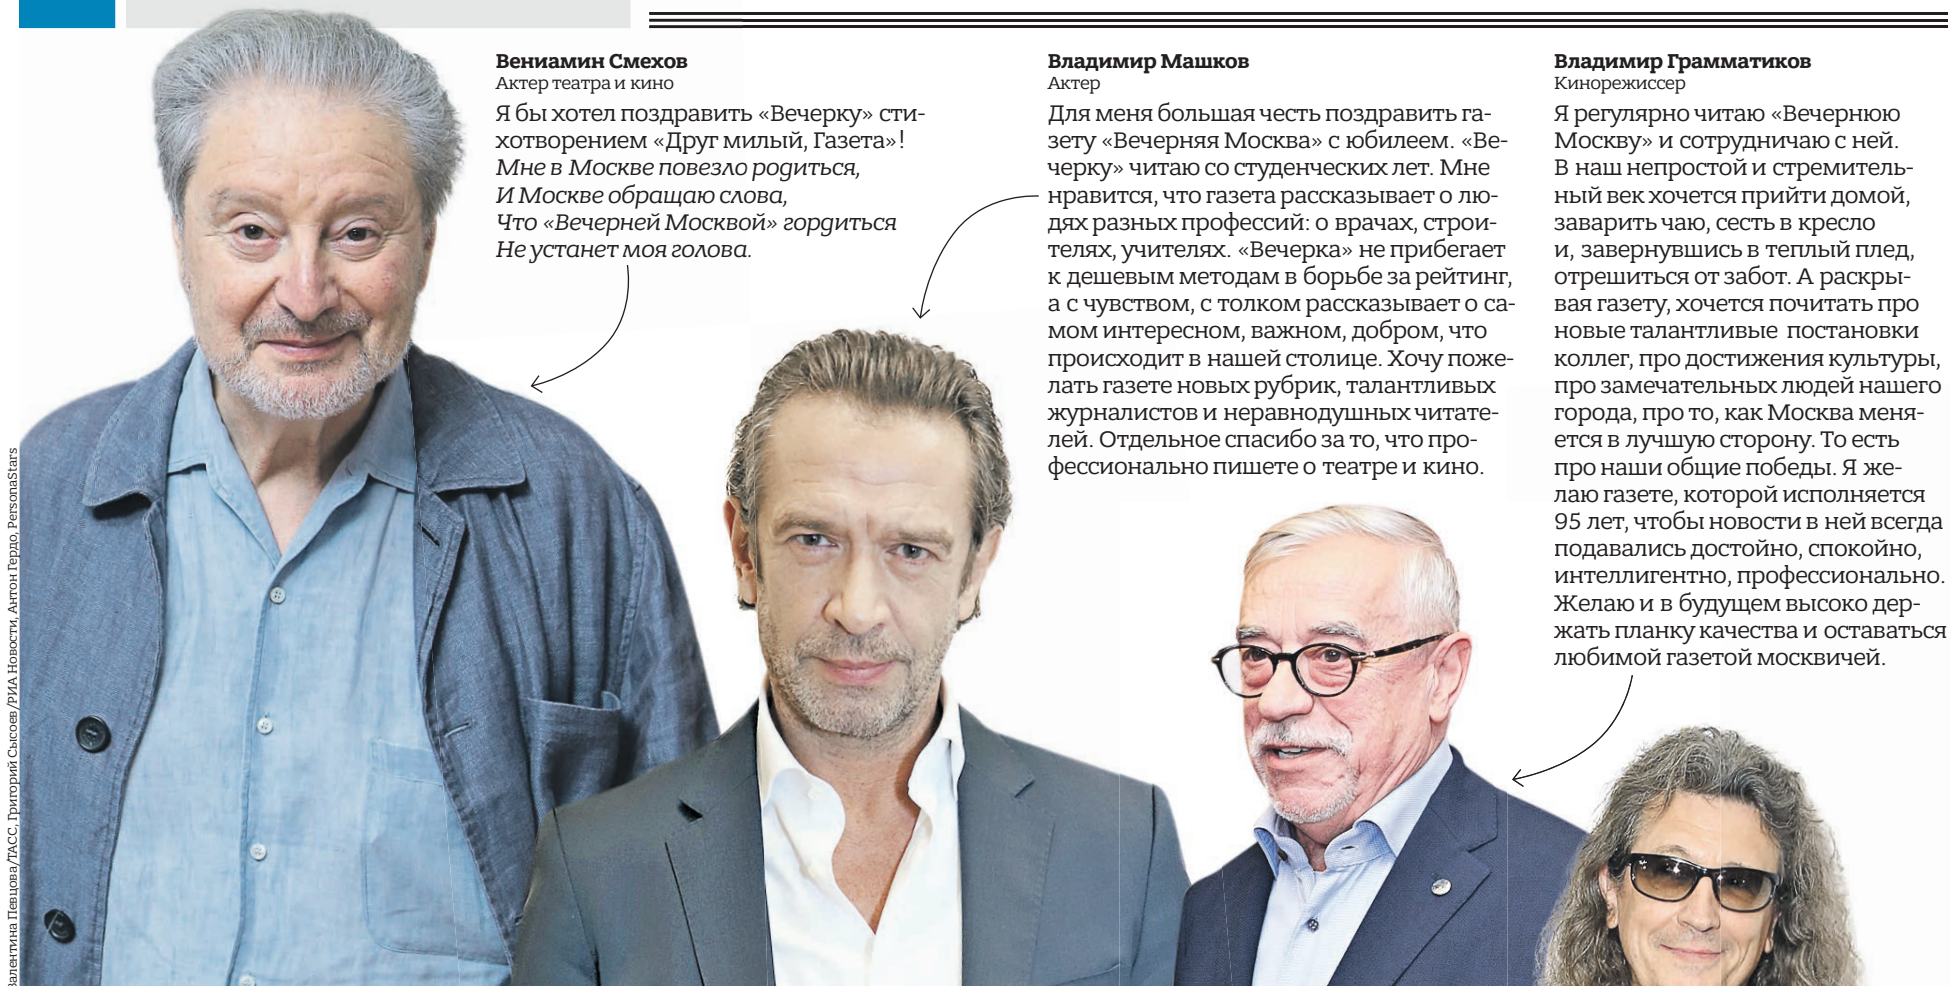 Вениамин Смехов
Актер театра и кино
Я бы хотел поздравить «Вечерку» сти-
хотворением «Друг милый, Газета»!
Мне в Москве повезло родиться,
И Москве обращаю слова,
Что «Вечерней Москвой» гордиться
Не устанет моя голова.
Владимир Машков
Актер
Для меня большая честь поздравить га-
зету «Вечерняя Москва» с юбилеем. «Ве-
черку» читаю со студенческих лет. Мне
нравится, что газета рассказывает о лю-
дях разных профессий: о врачах, строи-
телях, учителях. «Вечерка» не прибегает
к дешевым методам в борьбе за рейтинг,
а с чувством, с толком рассказывает о са-
мом интересном, важном, добром, что
происходит в нашей столице. Хочу поже-
лать газете новых рубрик, талантливых
журналистов и неравнодушных читате-
лей. Отдельное спасибо за то, что про-
фессионально пишете о театре и кино.
Владимир Грамматиков
Кинорежиссер
Я регулярно читаю «Вечернюю
Москву» и сотрудничаю с ней.
В наш непростой и стремитель-
ный век хочется прийти домой,
заварить чаю, сесть в кресло
и, завернувшись в теплый плед,
отрешиться от забот. А раскры-
вая газету, хочется почитать про
новые талантливые постановки
коллег, про достижения культуры,
про замечательных людей нашего
города, про то, как Москва меня-
ется в лучшую сторону. То есть
про наши общие победы. Я же-
лаю газете, которой исполняется
95 лет, чтобы новости в ней всегда
подавались достойно, спокойно,
интеллигентно, профессионально.
Желаю и в будущем высоко дер-
жать планку качества и оставаться
любимой газетой москвичей.
Валентина Певцова/ТАСС, Григорий Сысоев/РИА Новости, Антон Гердо, PersonaStars